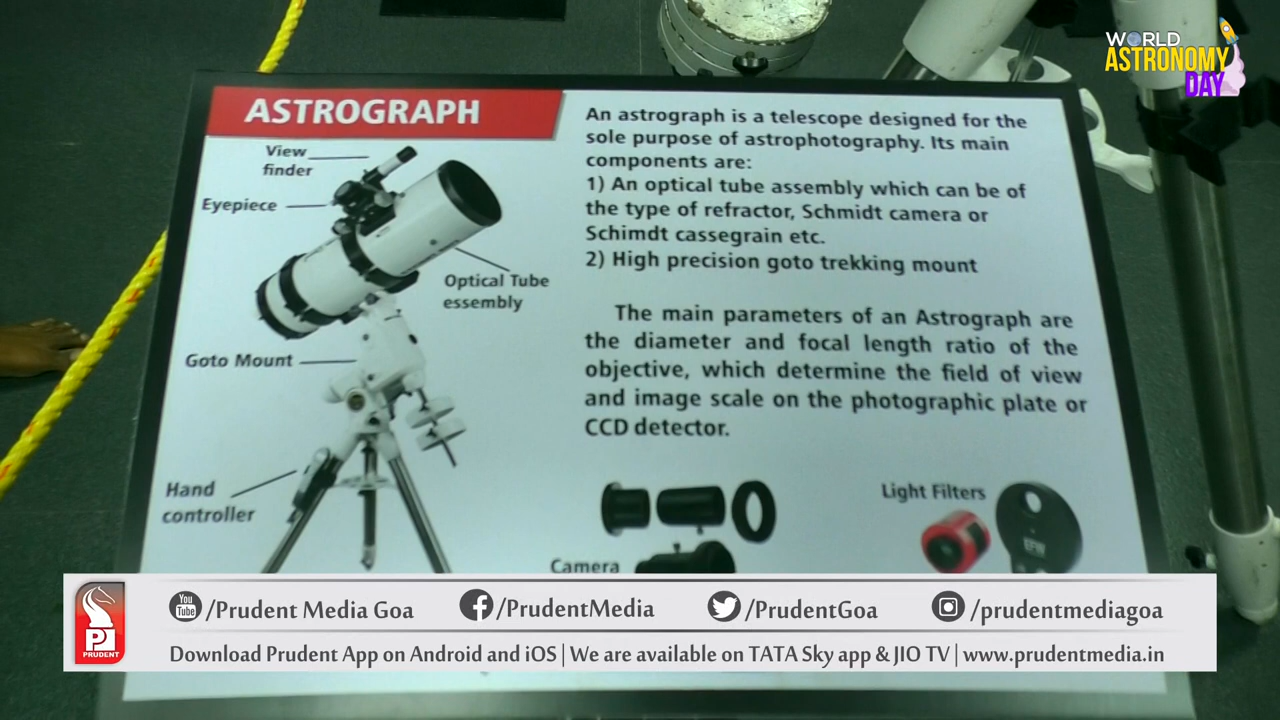 WORLD
ASTRONOMY
DAY
ASTROGRAPH
View
finder
Eyepiece
Optical Tube
essembly
Goto Mount
Hand
controller
An astrograph is a telescope designed for the
sole purpose of astrophotography. Its main
components are:
1) An optical tube assembly which can be of
the type of refractor, Schmidt camera or
Schimdt cassegrain etc.
2) High precision goto trekking mount
The main parameters of an Astrograph are
the diameter and focal length ratio of the
objective, which determine the field of view
and image scale on the photographic plate or
CCD detector.
Light Filters
EFW
Camera
You
Tube
/Prudent Media Goa
/PrudentMedia
/PrudentGoa
/prudentmediagoa
P
PRUDENT
Download Prudent App on Android and iOS | We are available on TATA Sky app & JIO TV | www.prudentmedia.in